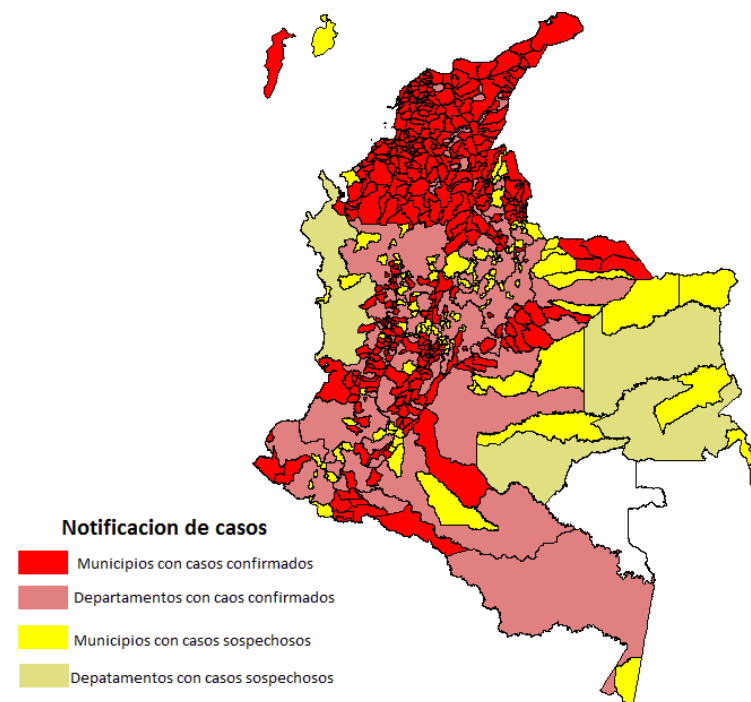 Notificacion de casos
Municipios con casos confirmados
Departamentos con caos confirmados
Municipios con casos sospechosos
Depatamentos con casos sospechosos